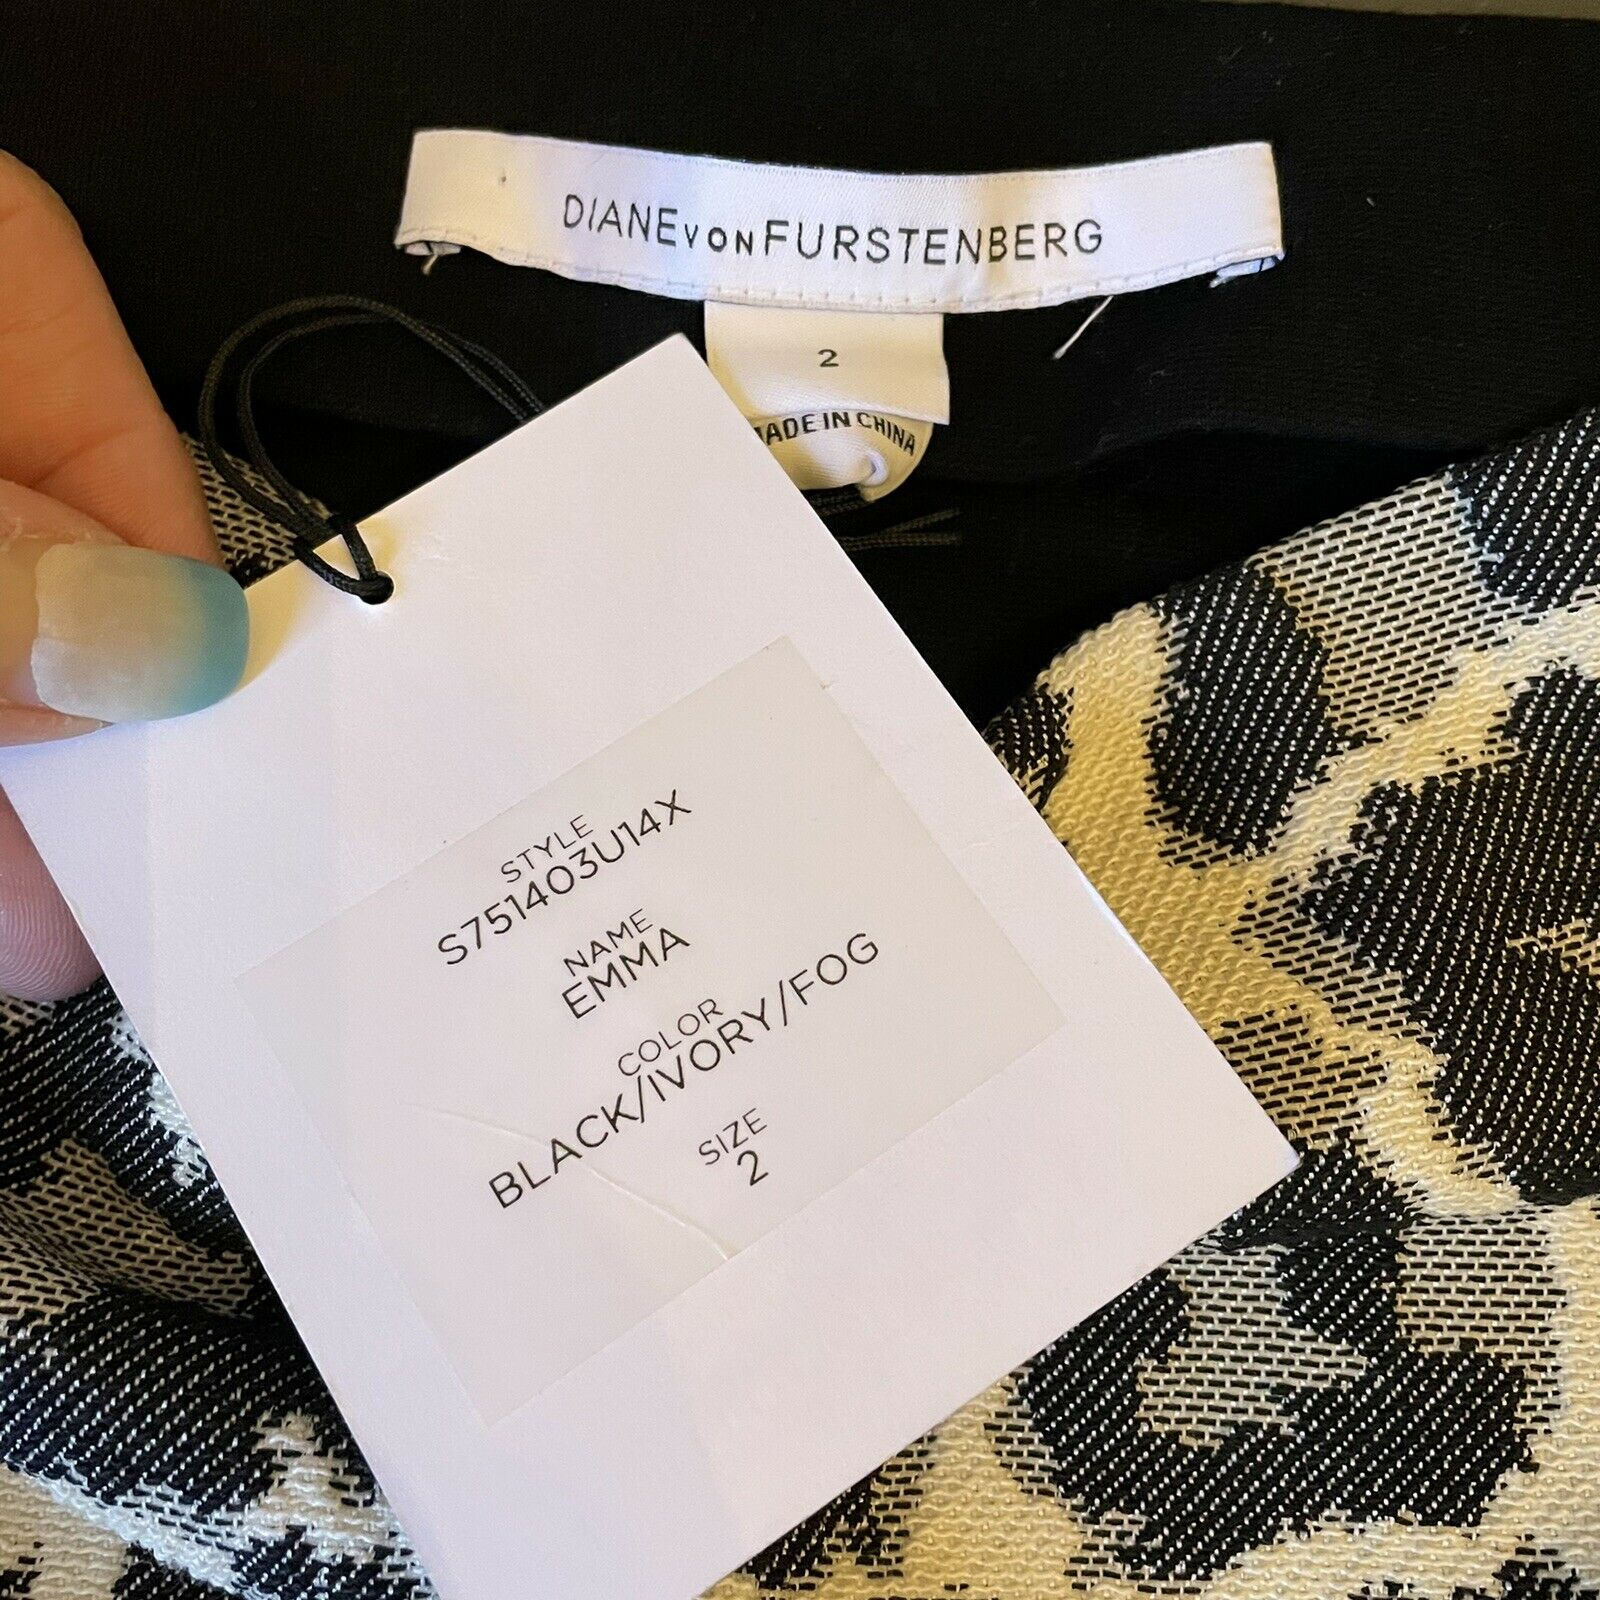 DIANE VON FURSTENBERG
2
MADE IN CHINA
STYLE
S751403U14X
NAME
EMMA
COLOR
BLACK/IVORY/FOG
SIZE
2